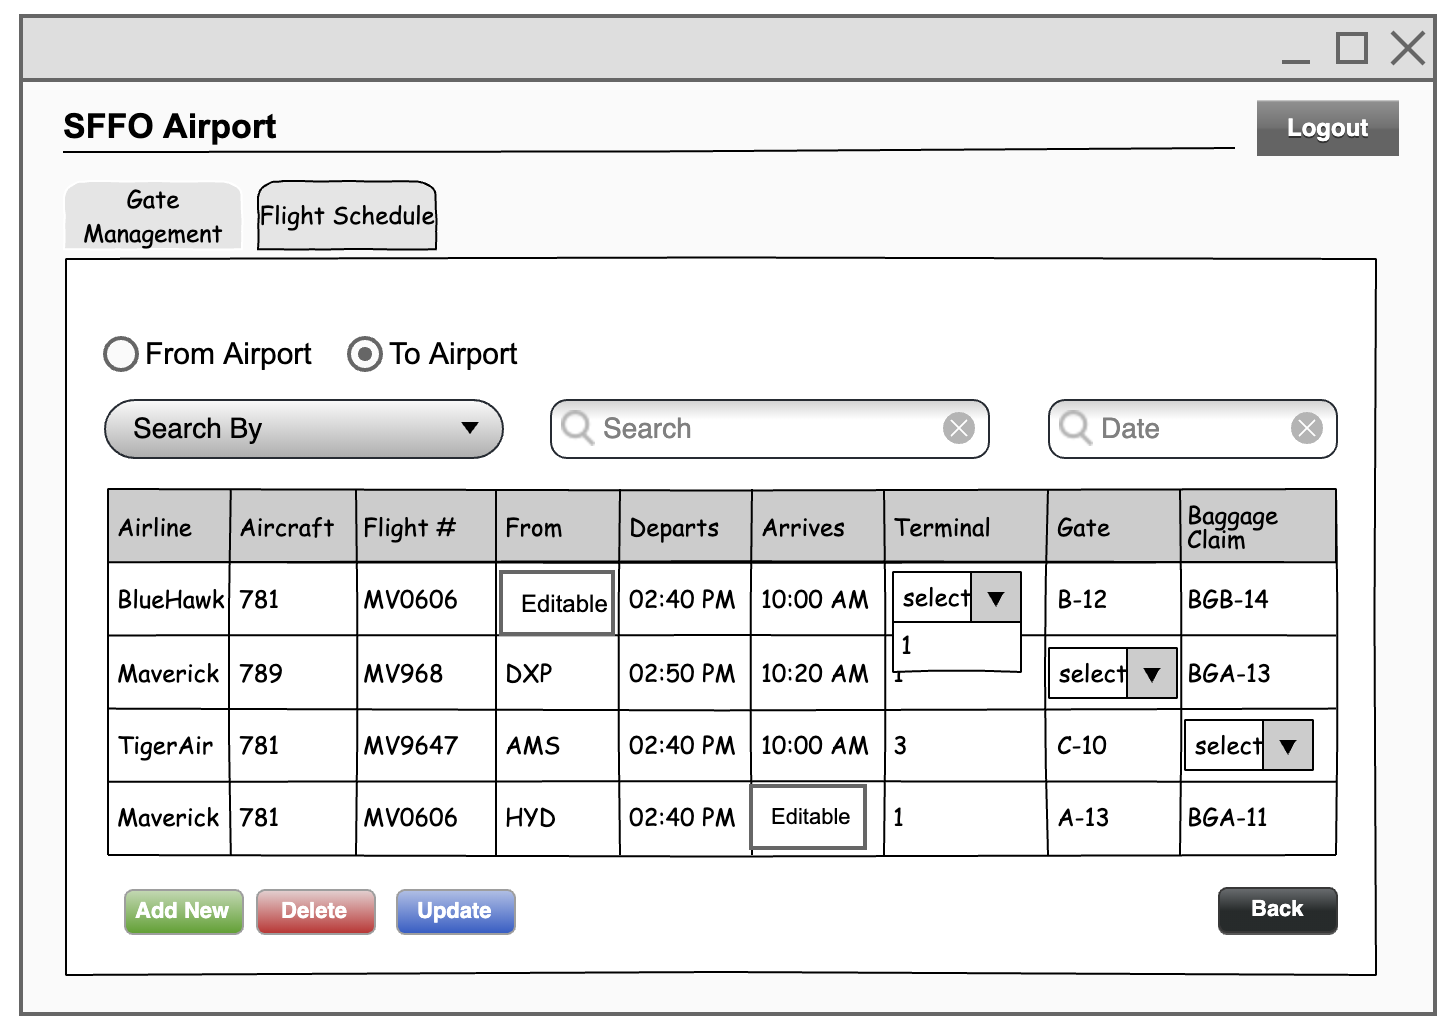 SFFO Airport
Logout
Gate
Management
Flight Schedule
From Airport To Airport
Search By Search Date
Airline Aircraft Flight # From Departs Arrives Terminal Gate Baggage
Claim
BlueHawk 781 MV0606 Editable 02:40 PM 10:00 AM select B-12 BGB-14
1
Maverick 789 MV968 DXP 02:50 PM 10:20 AM select BGA-13
TigerAir 781 MV9647 AMS 02:40 PM 10:00 AM 3 C-10 select
Maverick 781 MV0606 HYD 02:40 PM Editable 1 A-13 BGA-11
Add New Delete Update Back